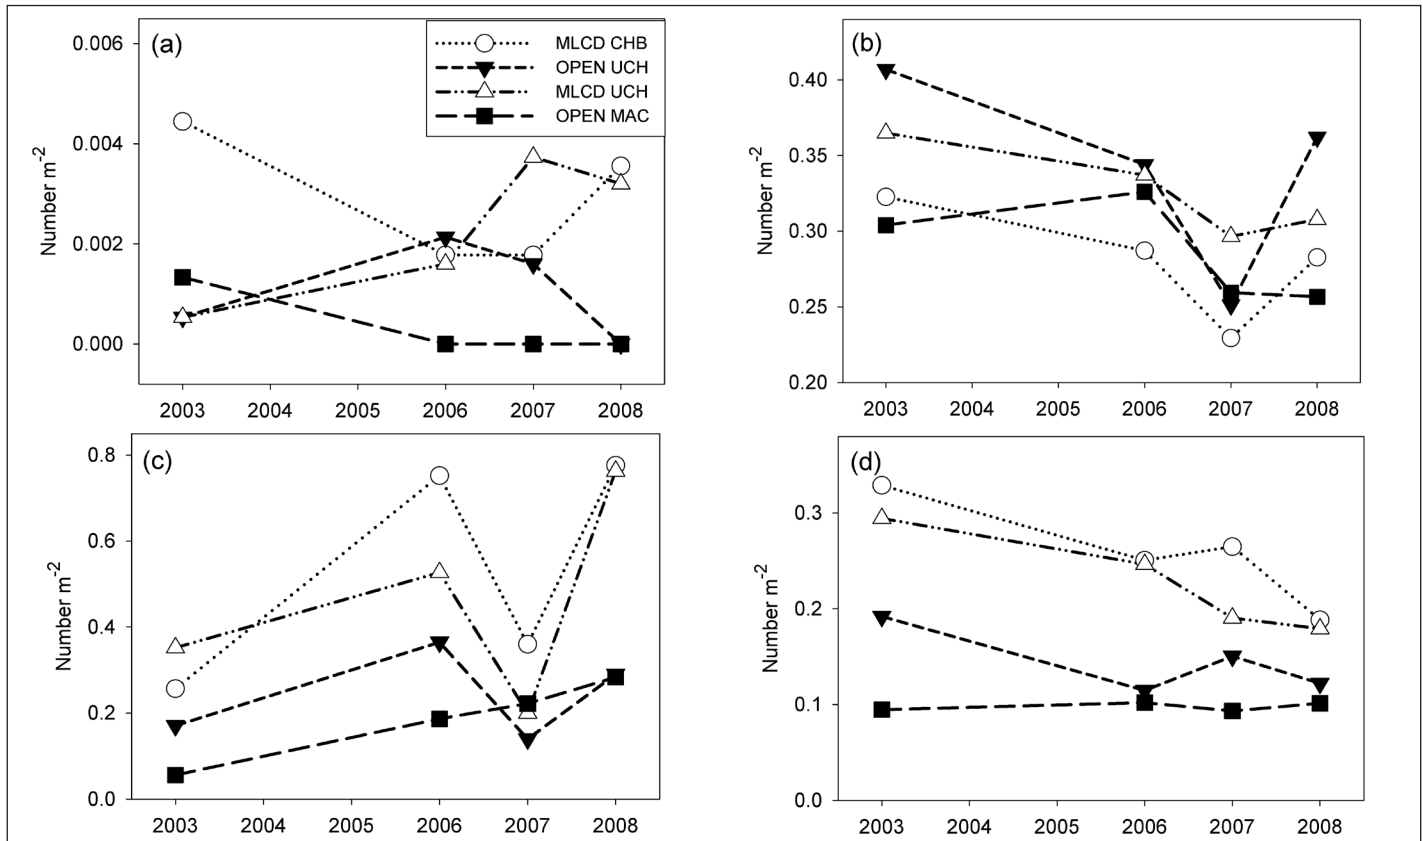 (a)
MLCD CHB
OPEN UCH
MLCD UCH
OPEN MAC
Number m-2
0.006
0.004
0.002
0.000
2003 2004 2005 2006 2007 2008
(b)
Number m-2
0.40
0.35
0.30
0.25
0.20
2003 2004 2005 2006 2007 2008
(c)
Number m-2
0.8
0.6
0.4
0.2
0.0
2003 2004 2005 2006 2007 2008
(d)
Number m-2
0.3
0.2
0.1
0.0
2003 2004 2005 2006 2007 2008